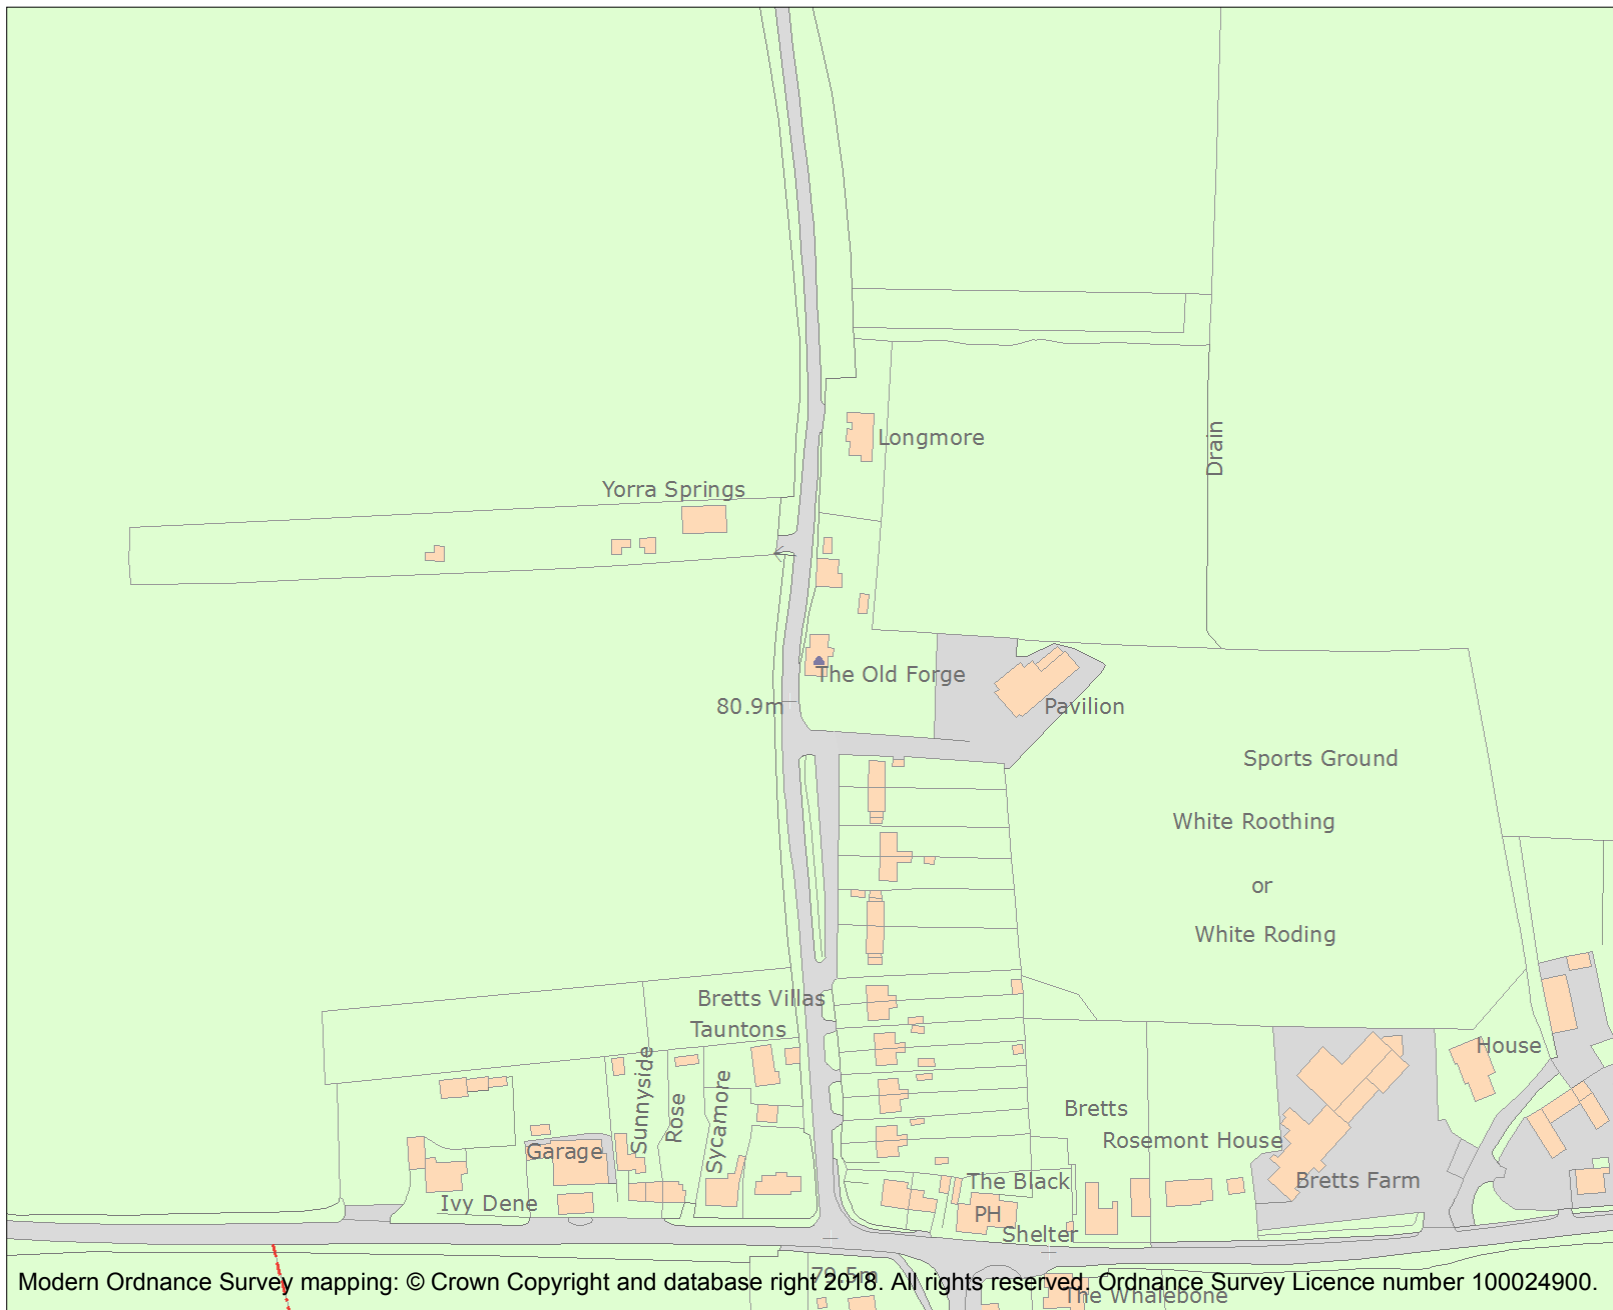 Longmore
Drain
Yorra Springs
The Old Forge
80.9m
Pavilion
Sports Ground
White Roothing
or
White Roding
Bretts Villas
Tauntons
House
Sunnyside
Rose
Sycamore
Bretts
Rosemont House
Garage
The Black
Bretts Farm
Ivy Dene
PH
Shelter
79.5m
Modern Ordnance Survey mapping: © Crown Copyright and database right 2018. All rights reserved. Ordnance Survey Licence number 100024900.
The Whalebone